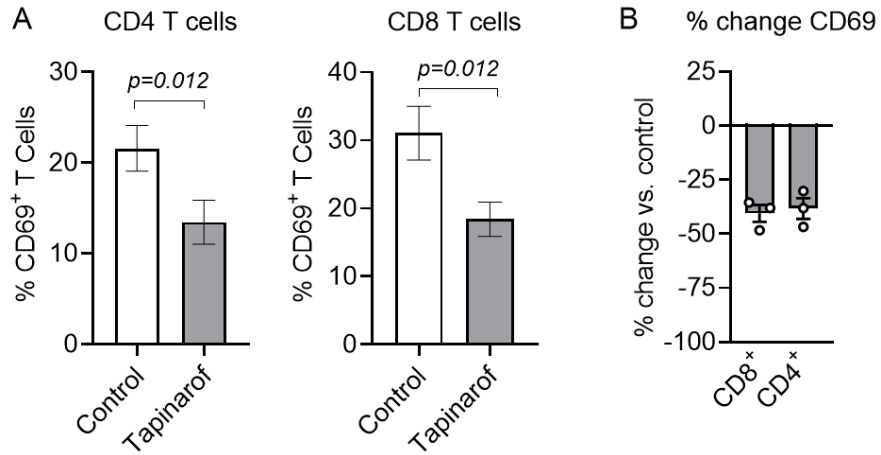 A
CD4 T cells
% CD69⁺ T Cells
30
20
10
0
p=0.012
Control
Tapinarof
CD8 T cells
% CD69⁺ T Cells
40
30
20
10
0
p=0.012
Control
Tapinarof
B
% change CD69
% change vs. control
25
0
-25
-50
-75
-100
CD8⁺
CD4⁺